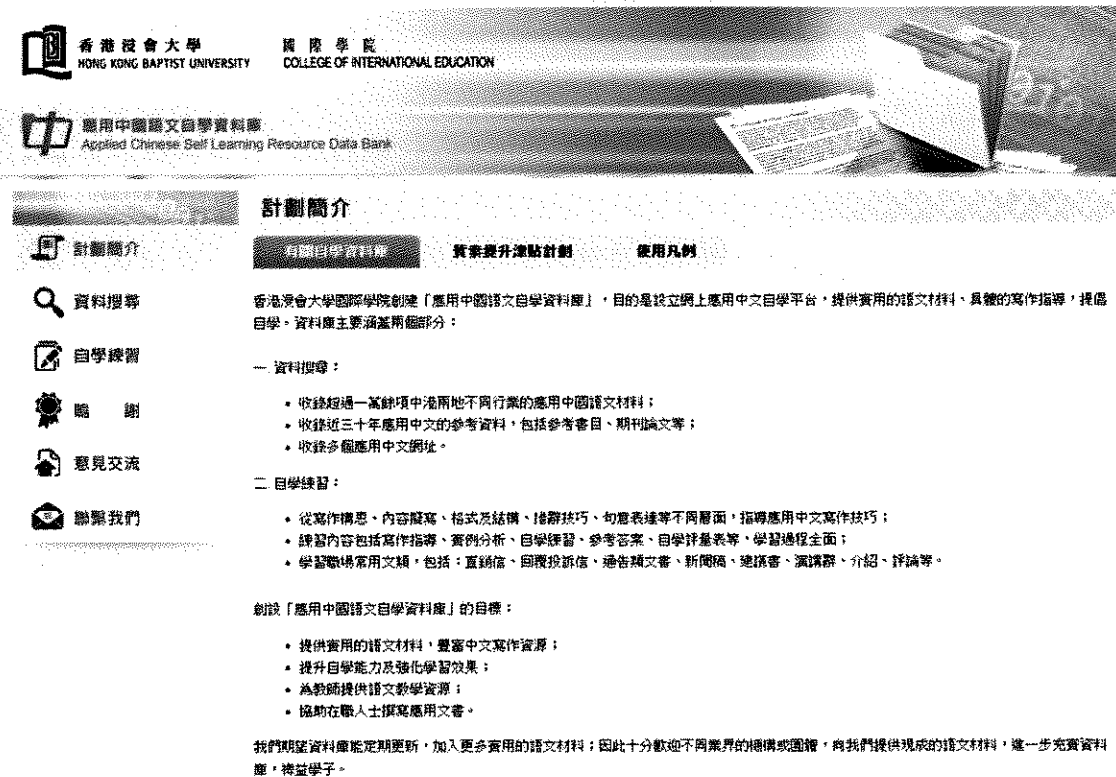 香港浸會大學 國際學院
HONG KONG BAPTIST UNIVERSITY COLLEGE OF INTERNATIONAL EDUCATION
應用中國語文自學資料庫
Applied Chinese Self Learning Resource Data Bank
計劃簡介
計劃簡介
有關自學資料庫 質素提升津貼計劃 使用凡例
資料搜尋
香港浸會大學國際學院創建「應用中國語文自學資料庫」，目的是設立網上應用中文自學平台，提供實用的語文材料、具體的寫作指導，提倡
自學。資料庫主要涵蓋兩個部分：
自學練習
一. 資料搜尋：
• 收錄超過一萬餘項中港兩地不同行業的應用中國語文材料；
鳴 謝
• 收錄近三十年應用中文的參考資料，包括參考書目、期刊論文等；
• 收錄多個應用中文網址。
意見交流
二. 自學練習：
聯繫我們
• 從寫作構思、內容擬寫、格式及結構、措辭技巧、句意表達等不同層面，指導應用中文寫作技巧；
• 練習內容包括寫作指導、實例分析、自學練習、參考答案、自學評量表等、學習過程全面；
• 學習職場常用文類，包括：直銷信、回覆投訴信、通告類文書、新聞稿、建議書、演講辭、介紹、評論等。
創設「應用中國語文自學資料庫」的目標：
• 提供實用的語文材料，豐富中文寫作資源；
• 提升自學能力及強化學習效果；
• 為教師提供語文教學資源；
• 協助在職人士撰寫應用文書。
我們期望資料庫能定期更新，加入更多實用的語文材料；因此十分歡迎不同業界的機構或團體，向我們提供現成的語文材料，進一步充實資料
庫，裨益學子。